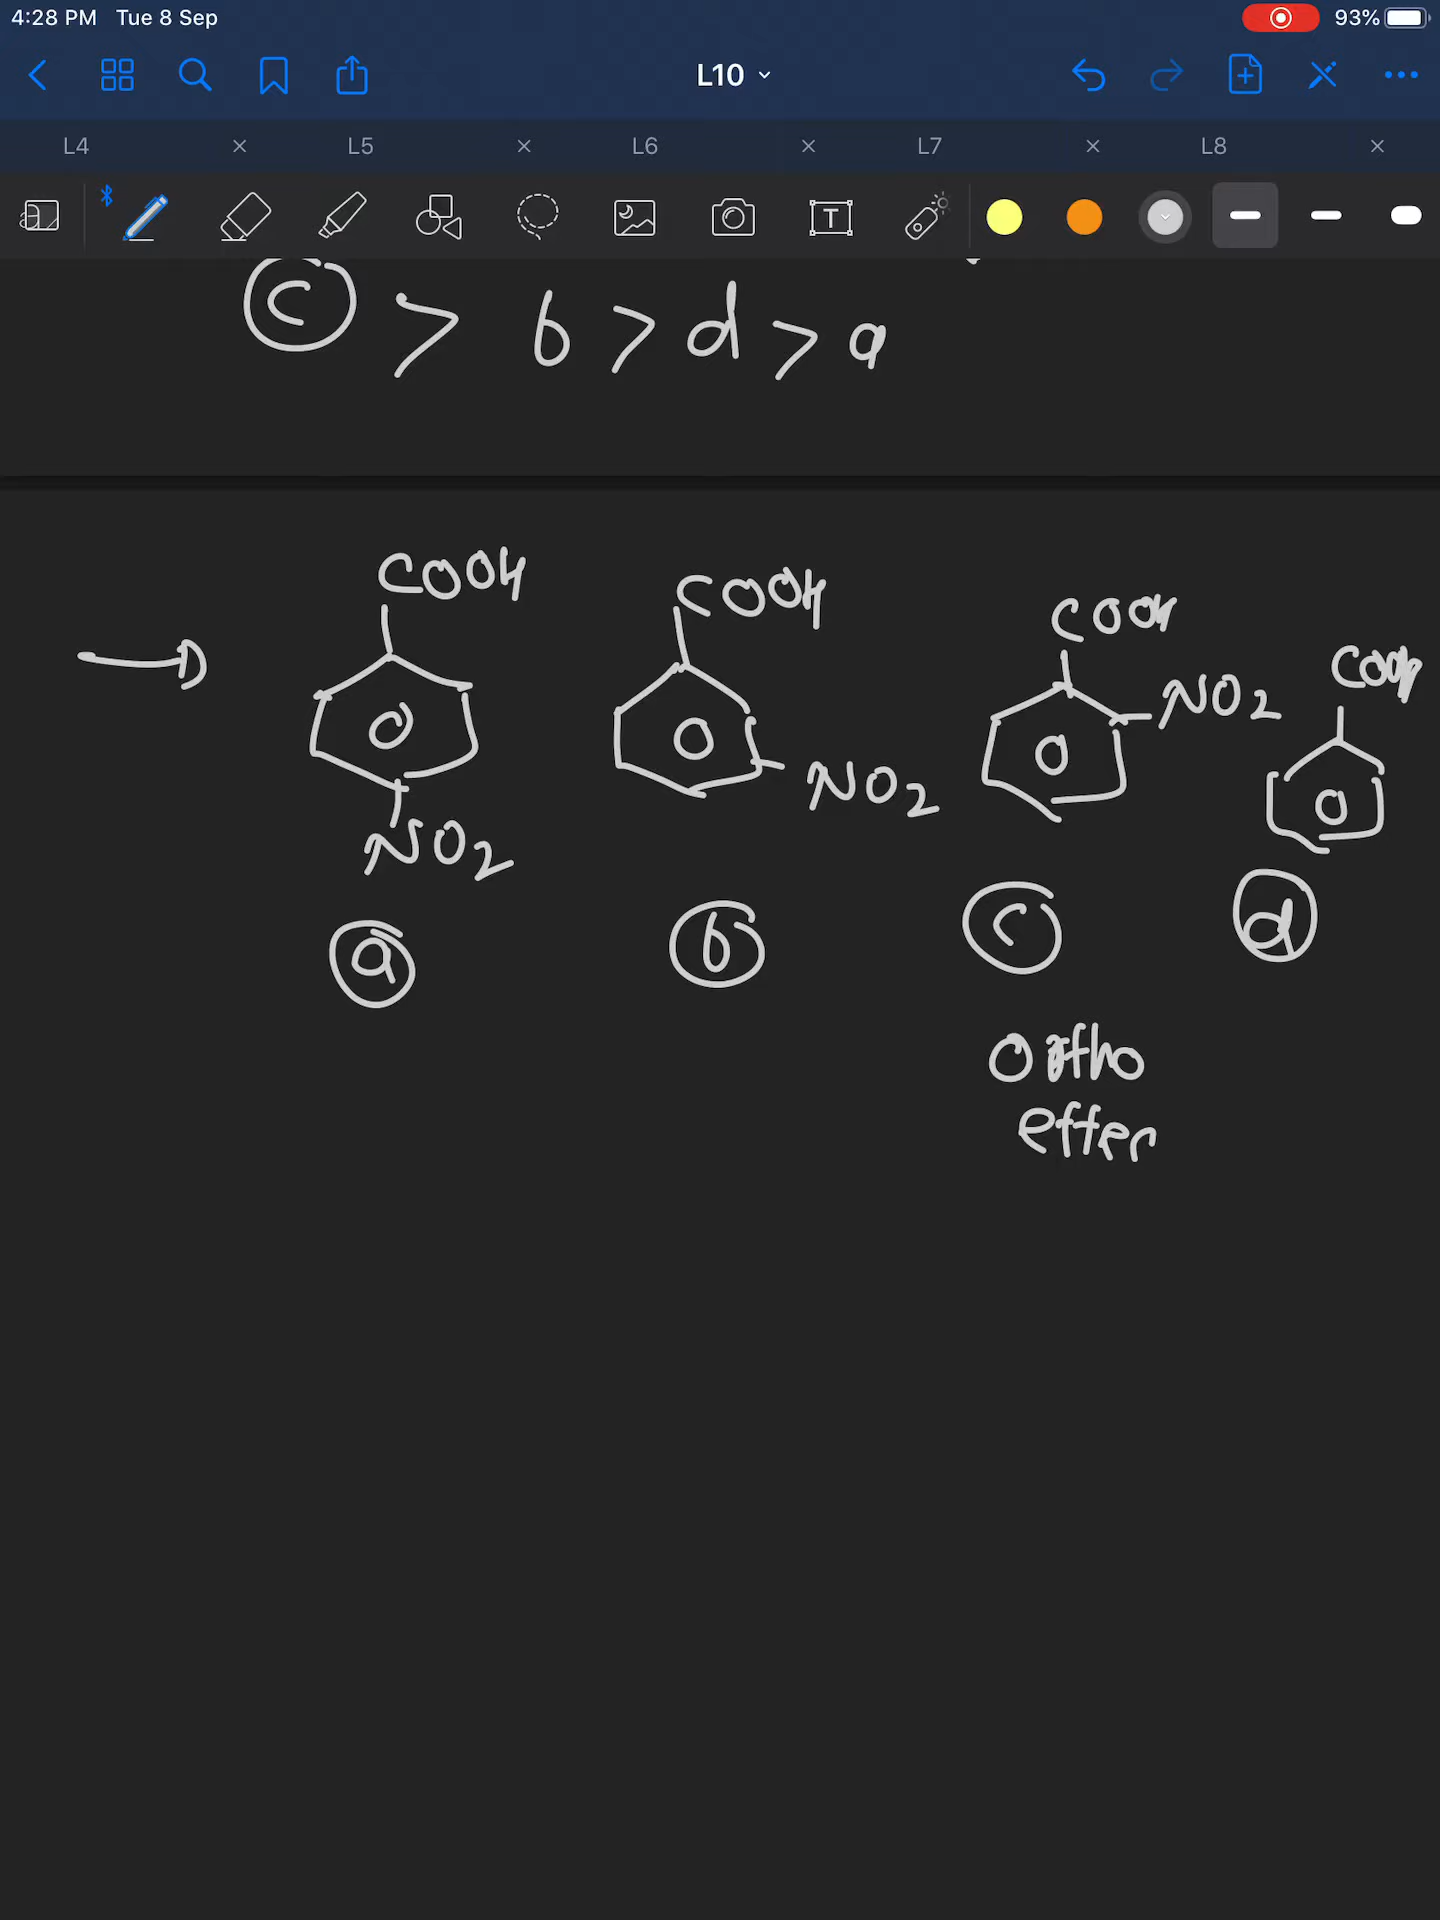 4:28 PM Tue 8 Sep
93%
L10
L4 L5 L6 L7 L8
T
c > b > d > a
COOH COOH COOH COOH
NO2 NO2 NO2
a b c d
Ortho
effec